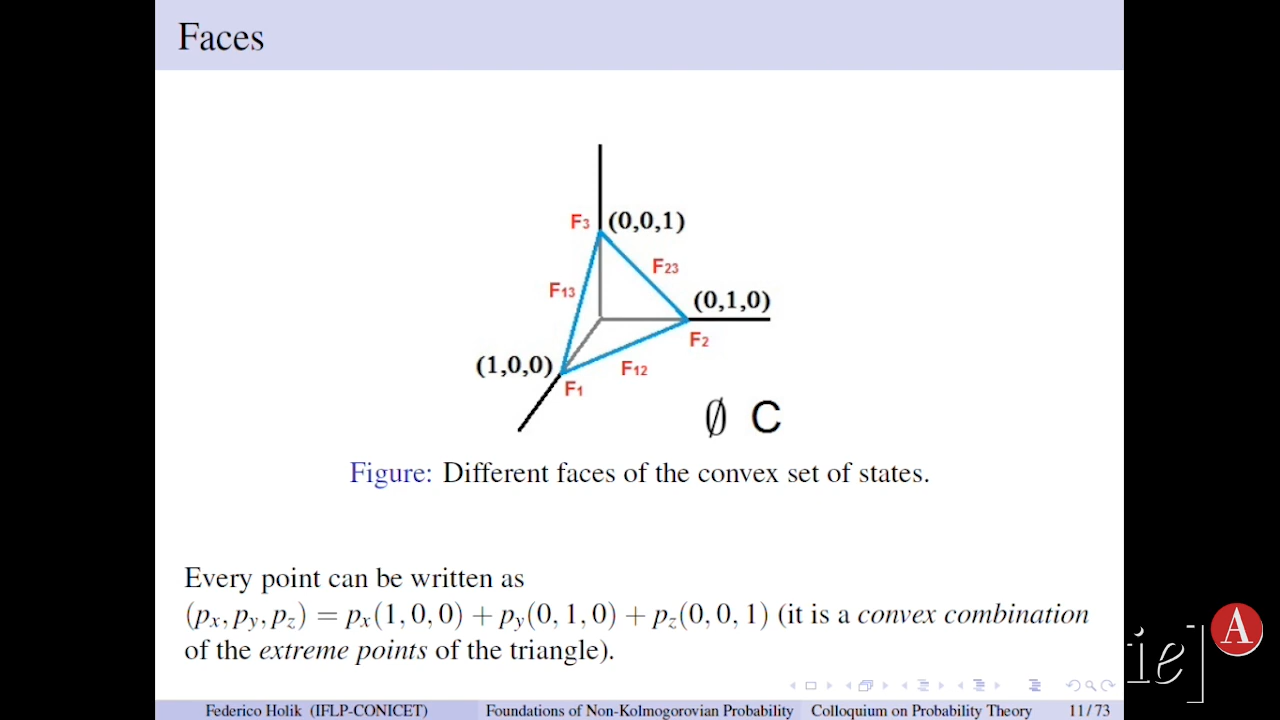 Faces
F3 (0,0,1)
F23
F13
(0,1,0)
F2
(1,0,0)
F12
F1
∅ C
Figure: Different faces of the convex set of states.
Every point can be written as
(px, py, pz) = px(1, 0, 0) + py(0, 1, 0) + pz(0, 0, 1) (it is a convex combination
of the extreme points of the triangle).
A
ie]
Federico Holik (IFLP-CONICET) Foundations of Non-Kolmogorovian Probability Colloquium on Probability Theory 11 / 73